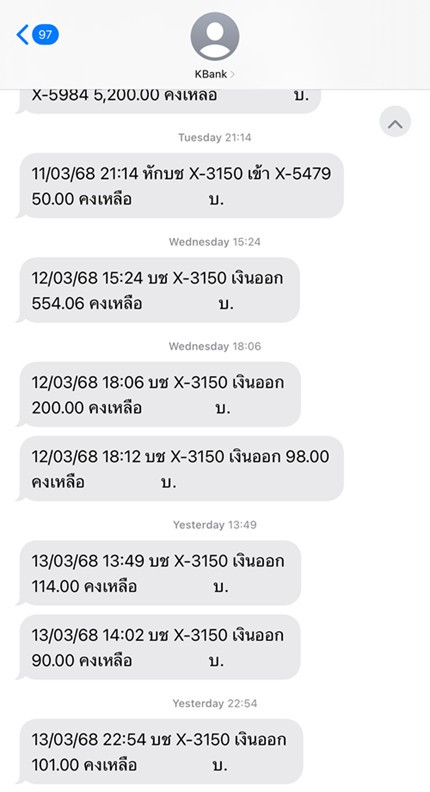 97
KBank
X-5984 5,200.00 คงเหลือ บ.
Tuesday 21:14
11/03/68 21:14 หักบช X-3150 เข้า X-5479
50.00 คงเหลือ บ.
Wednesday 15:24
12/03/68 15:24 บช X-3150 เงินออก
554.06 คงเหลือ บ.
Wednesday 18:06
12/03/68 18:06 บช X-3150 เงินออก
200.00 คงเหลือ บ.
12/03/68 18:12 บช X-3150 เงินออก 98.00
คงเหลือ บ.
Yesterday 13:49
13/03/68 13:49 บช X-3150 เงินออก
114.00 คงเหลือ บ.
13/03/68 14:02 บช X-3150 เงินออก
90.00 คงเหลือ บ.
Yesterday 22:54
13/03/68 22:54 บช X-3150 เงินออก
101.00 คงเหลือ บ.